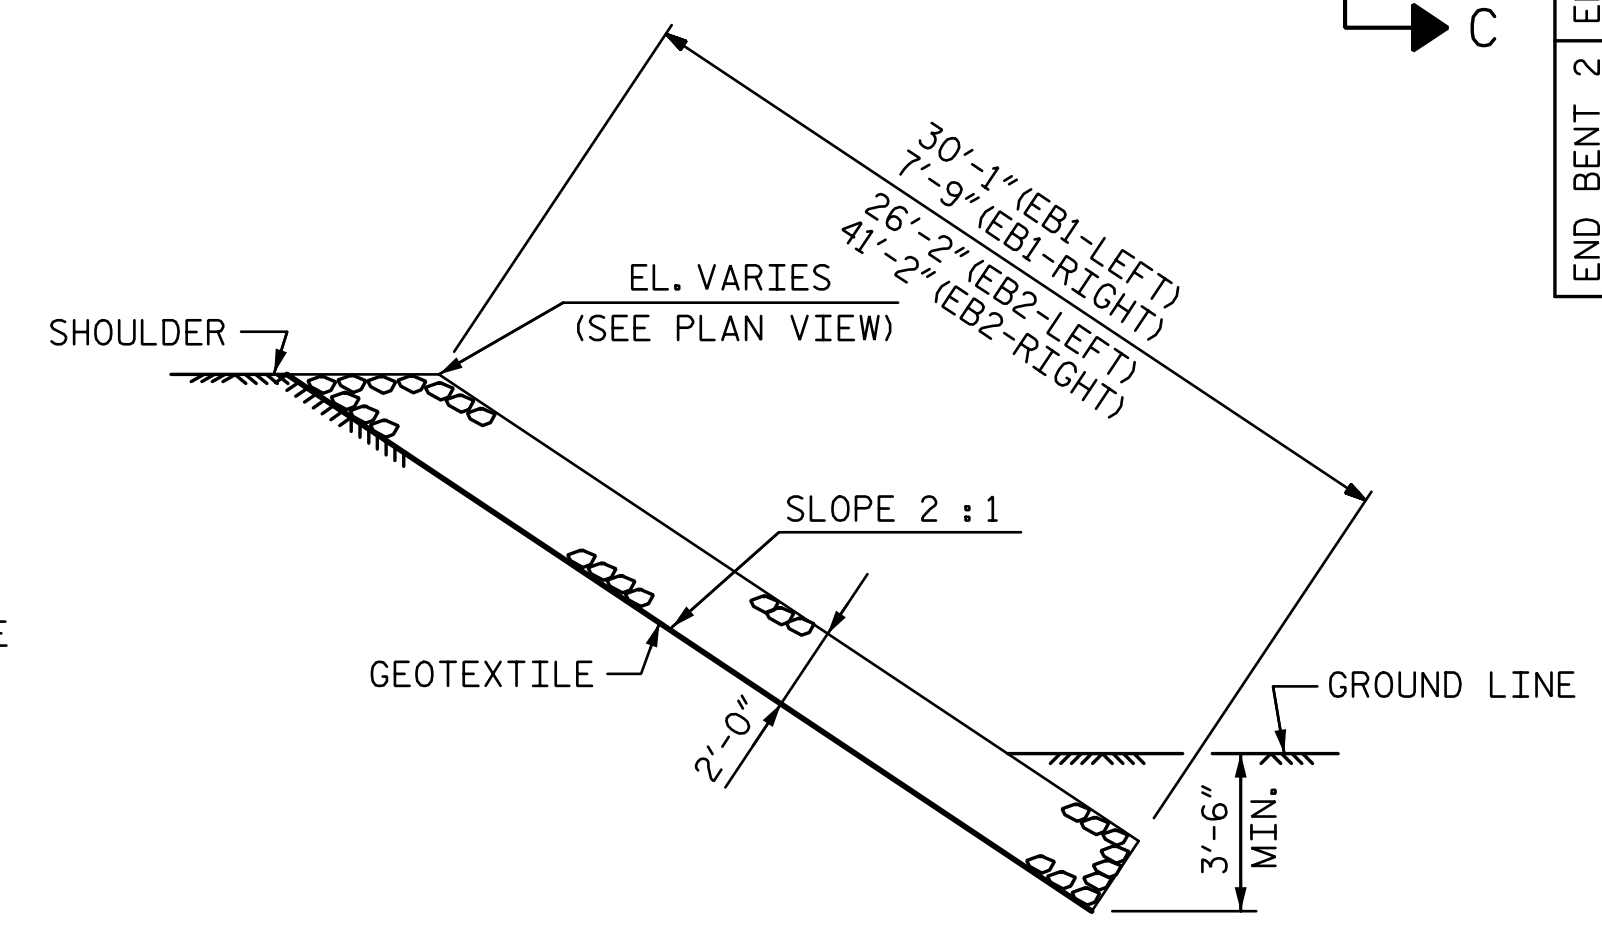 C
END BENT 2
30'-1" (EB1-LEFT)
7'-9" (EB1-RIGHT)
26'-2" (EB2-LEFT)
41'-2" (EB2-RIGHT)
EL. VARIES
(SEE PLAN VIEW)
SHOULDER
SLOPE 2 : 1
GEOTEXTILE
2'-0"
GROUND LINE
3'-6"
MIN.